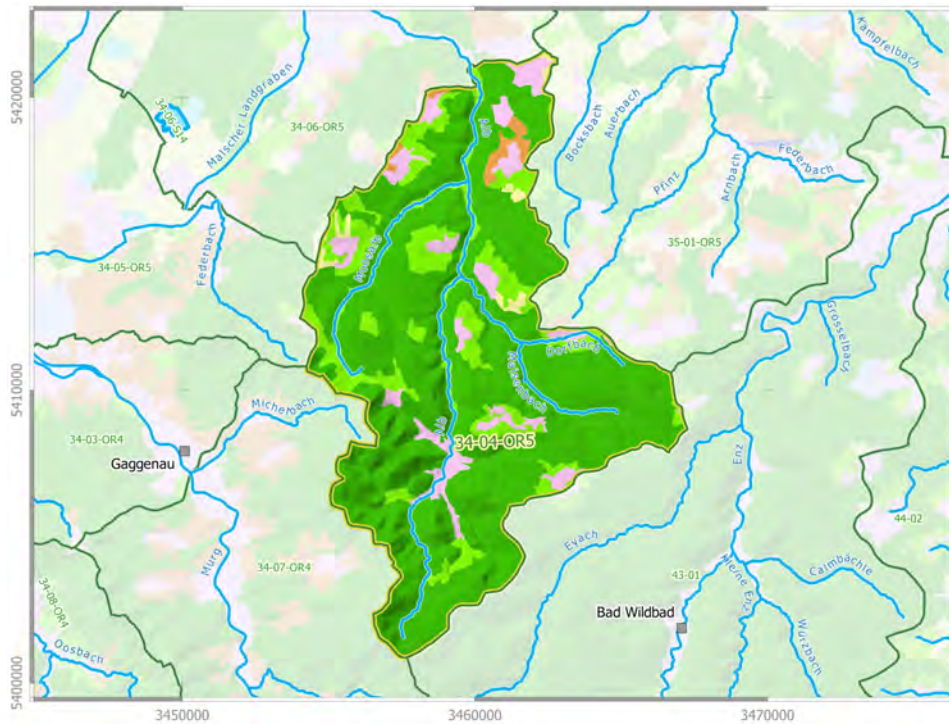 Kämpfelbach
5420000
34-06-S14
Malscher Landgraben
34-06-OR5
Alb
Bocksbach
Auerbach
Pfinz
Arnbach
Federbach
35-01-OR5
Moosalb
34-05-OR5
Federbach
Grösselbach
Dorfbach
Maisenbach
5410000
Michelbach
34-03-OR4
Gaggenau
Alb
34-04-OR5
Enz
44-02
Eyach
Murg
34-07-OR4
43-01
Kleine Enz
Calmbächle
34-08-OR4
Bad Wildbad
Würzbach
Oosbach
5400000
3450000
3460000
3470000